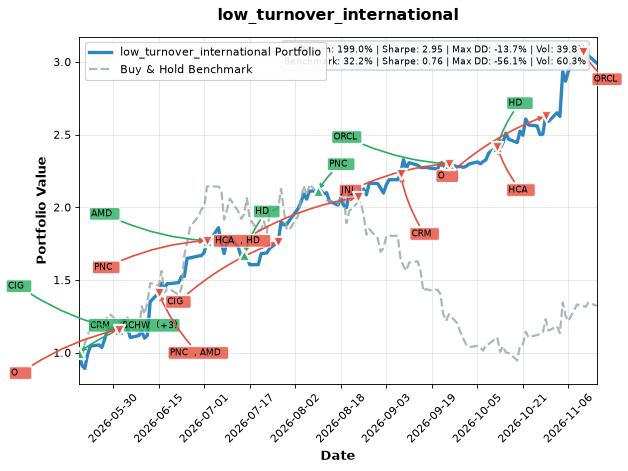 low_turnover_international
low_turnover_international Portfolio
Buy & Hold Benchmark
199.0% | Sharpe: 2.95 | Max DD: -13.7% | Vol: 39.8%
32.2% | Sharpe: 0.76 | Max DD: -56.1% | Vol: 60.3%
Portfolio Value
3.0
2.5
2.0
1.5
1.0
ORCL
HD
ORCL
PNC
O
HCA
JNJ
AMD
HD
HCA , HD
CRM
PNC
CIG
CIG
CRM
SCHW (+3)
PNC , AMD
O
2026-05-30
2026-06-15
2026-07-01
2026-07-17
2026-08-02
2026-08-18
2026-09-03
2026-09-19
2026-10-05
2026-10-21
2026-11-06
Date